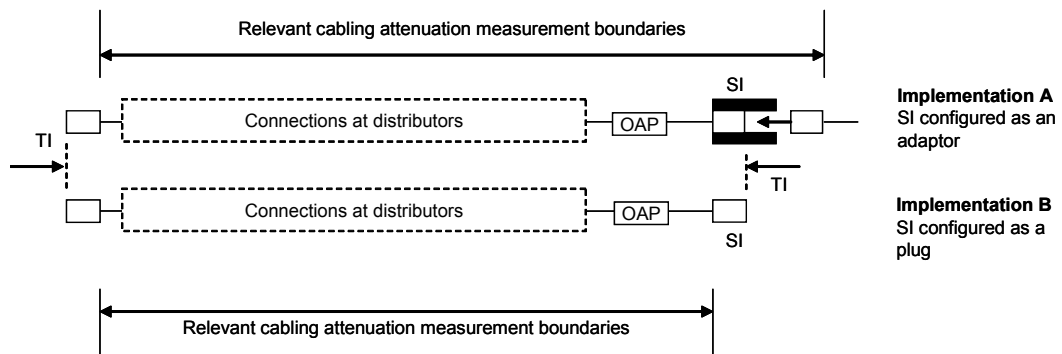 Relevant cabling attenuation measurement boundaries
SI
Implementation A
SI configured as an
adaptor
Connections at distributors
OAP
TI
TI
Connections at distributors
OAP
SI
Implementation B
SI configured as a
plug
Relevant cabling attenuation measurement boundaries